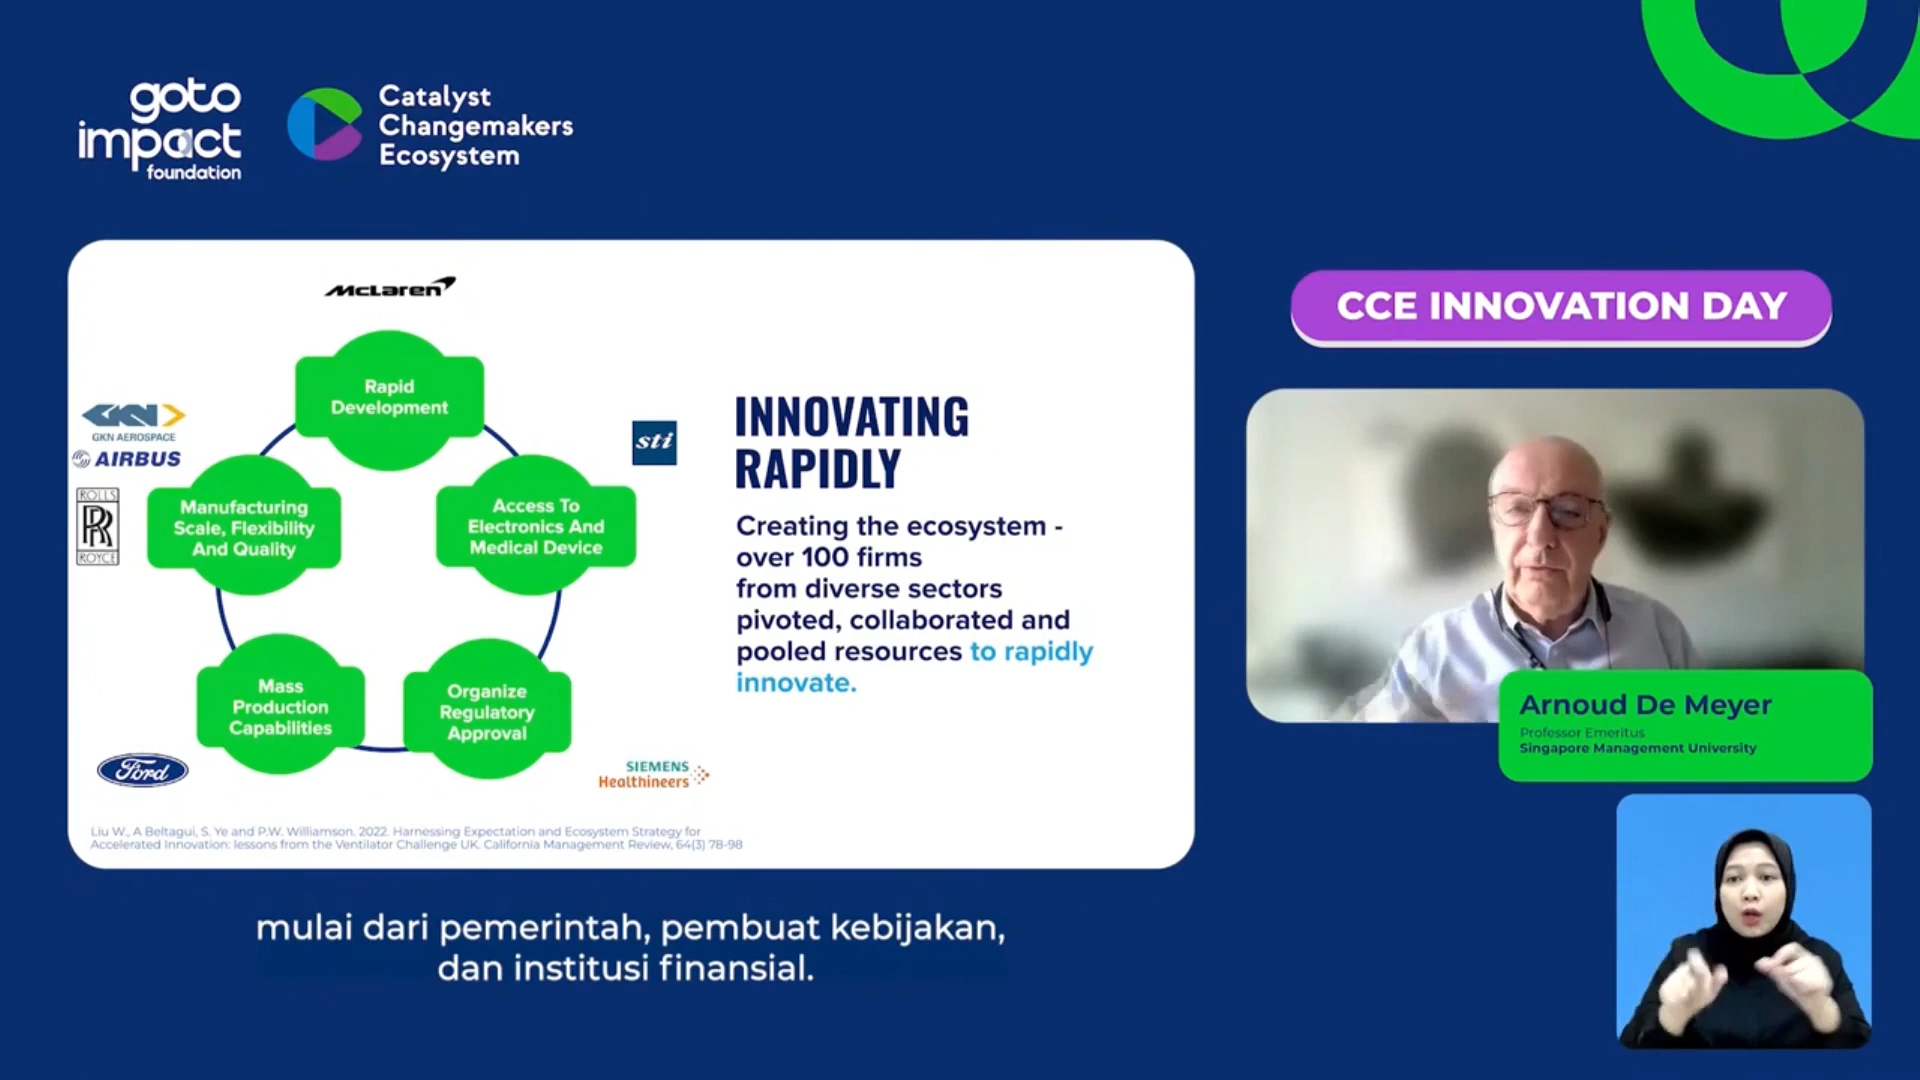 goto
impact
foundation
Catalyst
Changemakers
Ecosystem
McLaren
Rapid
Development
GKN
GKN AEROSPACE
AIRBUS
ROLLS
RR
ROYCE
sti
Manufacturing
Scale, Flexibility
And Quality
Access To
Electronics And
Medical Device
Mass
Production
Capabilities
Organize
Regulatory
Approval
Ford
SIEMENS
Healthineers
INNOVATING
RAPIDLY
Creating the ecosystem -
over 100 firms
from diverse sectors
pivoted, collaborated and
pooled resources to rapidly
innovate.
Liu W., A Beltagui, S. Ye and P.W. Williamson. 2022. Harnessing Expectation and Ecosystem Strategy for
Accelerated Innovation: lessons from the Ventilator Challenge UK. California Management Review, 64(3) 78-98
CCE INNOVATION DAY
Arnoud De Meyer
Professor Emeritus
Singapore Management University
mulai dari pemerintah, pembuat kebijakan,
dan institusi finansial.